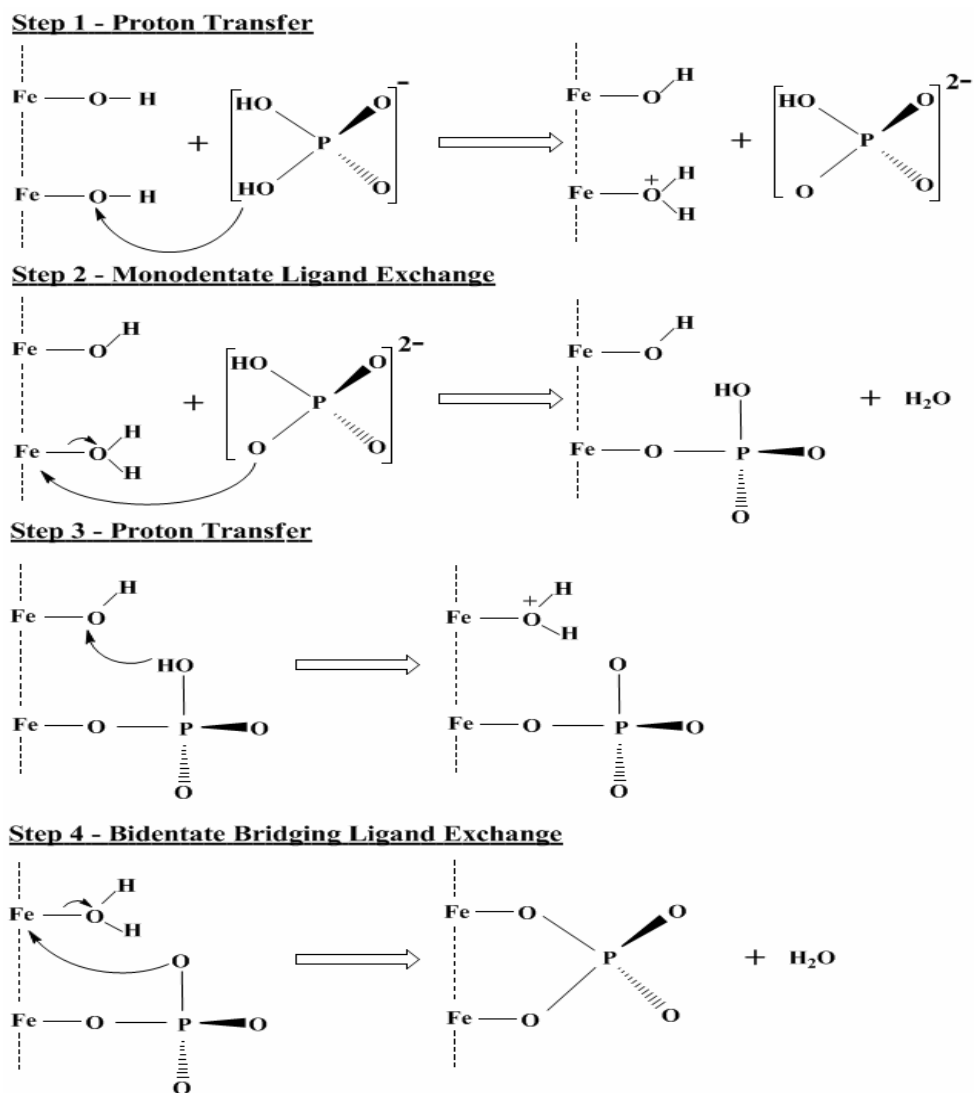 Step 1 - Proton Transfer
H
Fe O H HO O − Fe O HO O 2−
+ P + P
Fe O H HO O Fe O + H H O O
Step 2 - Monodentate Ligand Exchange
H H
Fe O HO O 2− Fe O
+ P HO + H₂O
Fe O H H O O Fe O P O
O
Step 3 - Proton Transfer
H + H
Fe O Fe O H
HO O
Fe O P O Fe O P O
O O
Step 4 - Bidentate Bridging Ligand Exchange
H
Fe O H Fe O O
O P + H₂O
Fe O P O Fe O O
O